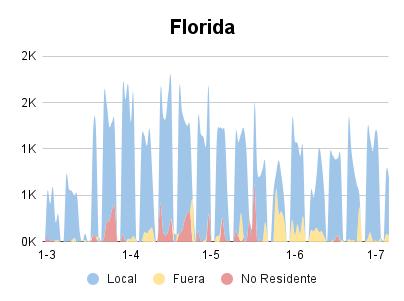 Florida
2K
2K
1K
1K
0K
1-3 1-4 1-5 1-6 1-7
Local Fuera No Residente